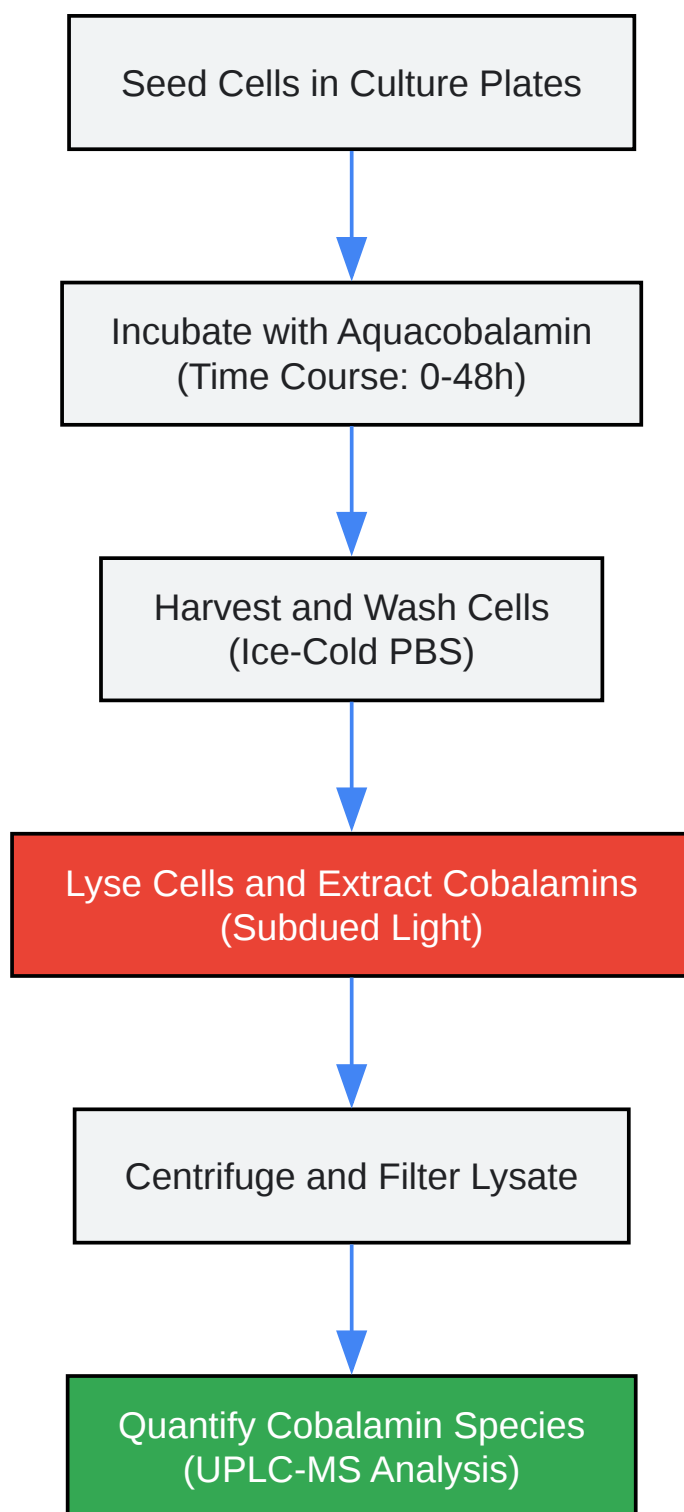 Seed Cells in Culture Plates
Incubate with Aquacobalamin
(Time Course: 0-48h)
Harvest and Wash Cells
(Ice-Cold PBS)
Lyse Cells and Extract Cobalamins
(Subdued Light)
Centrifuge and Filter Lysate
Quantify Cobalamin Species
(UPLC-MS Analysis)